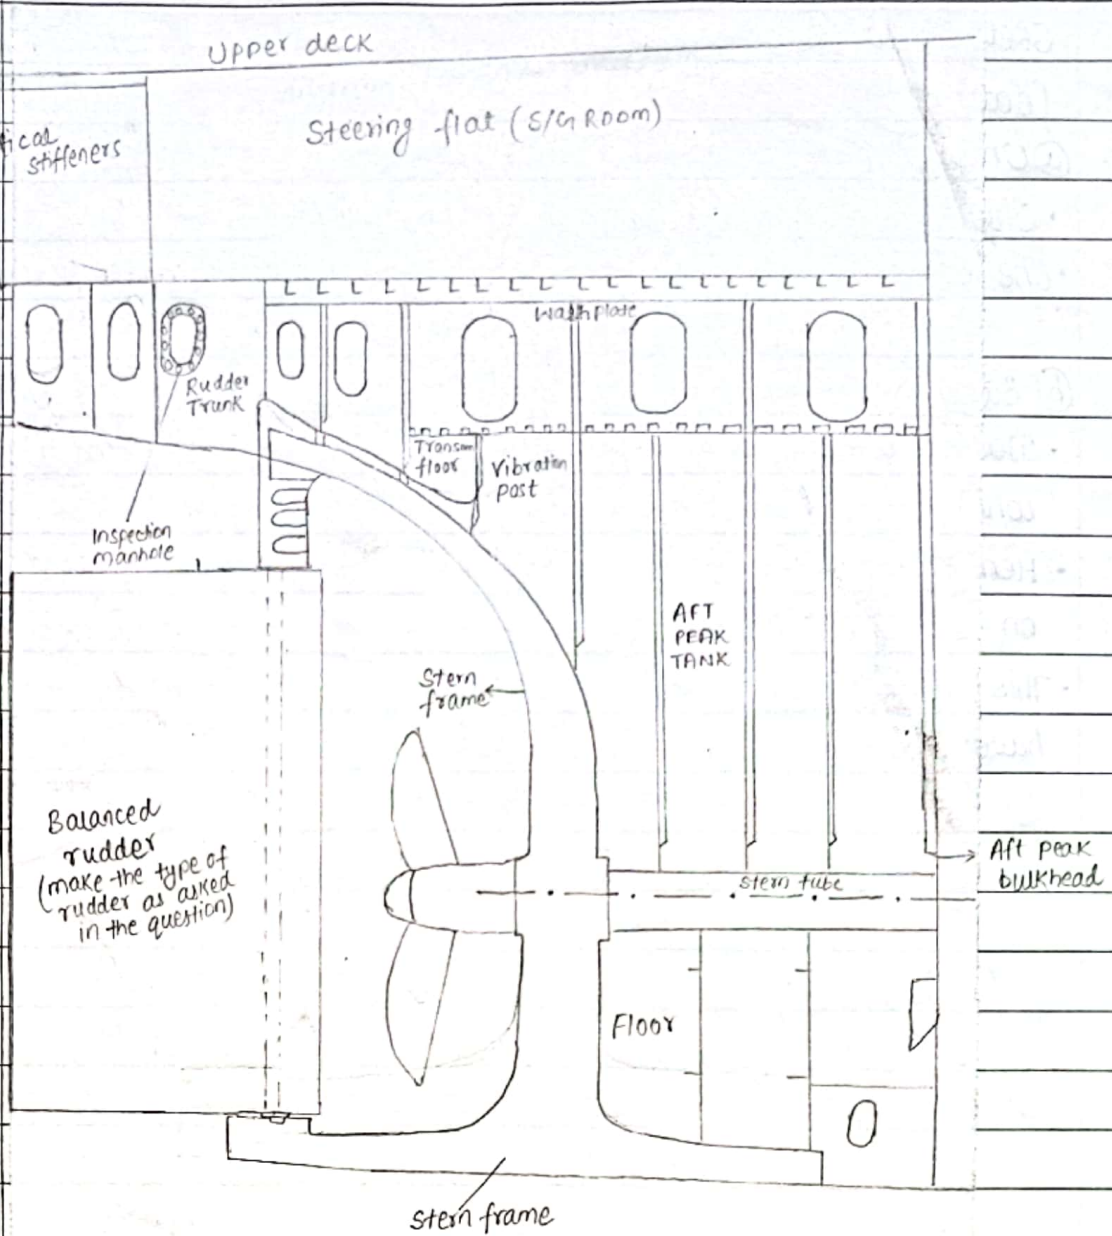 Upper deck
Steering flat (S/G Room)
stiffeners
Wash plate
Rudder
Trunk
Transom
floor
Vibration
post
Inspection
manhole
AFT
PEAK
TANK
Stern
frame
Balanced
rudder
(make the type of
rudder as asked
in the question)
Aft peak
bulkhead
stern tube
Floor
Stern frame